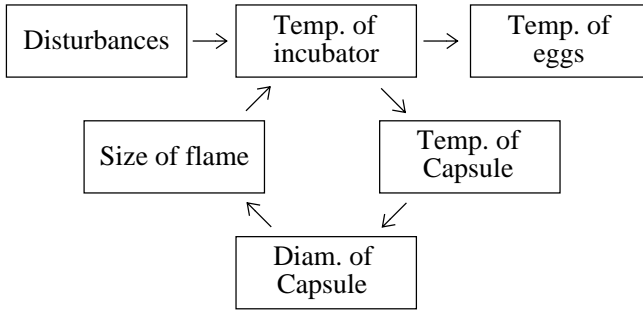 Disturbances
Temp. of
incubator
Temp. of
eggs
Size of flame
Temp. of
Capsule
Diam. of
Capsule